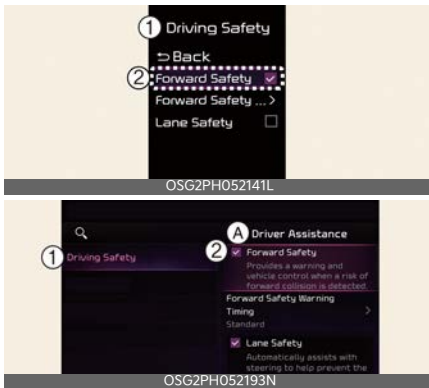 1 Driving Safety
Back
2 Forward Safety
Forward Safety ... >
Lane Safety
OSG2PH052141L
A Driver Assistance
1 Driving Safety
2 Forward Safety
Provides a warning and
vehicle control when a risk of
forward collision is detected.
Forward Safety Warning
Timing >
Standard
Lane Safety
Automatically assists with
steering to help prevent the
OSG2PH052193N